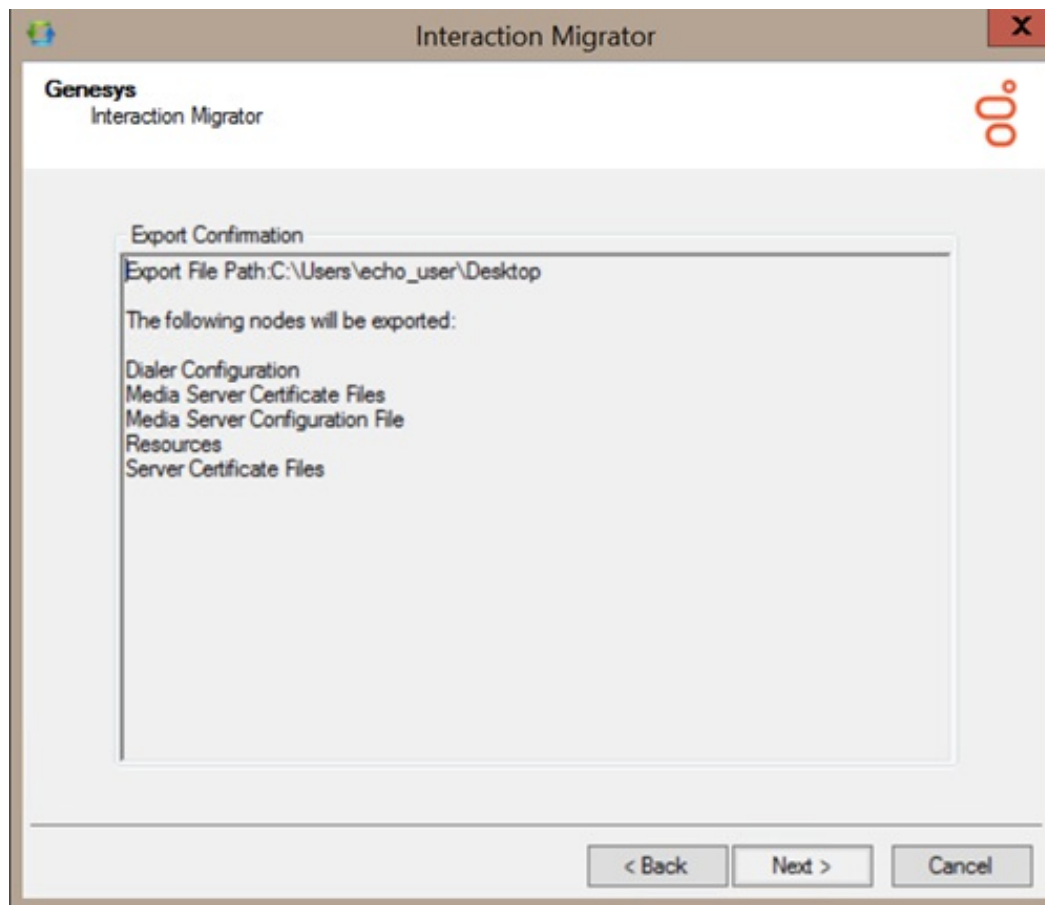 Interaction Migrator
X
Genesys
Interaction Migrator
Export Confirmation
Export File Path:C:\Users\echo_user\Desktop
The following nodes will be exported:
Dialer Configuration
Media Server Certificate Files
Media Server Configuration File
Resources
Server Certificate Files
< Back
Next >
Cancel